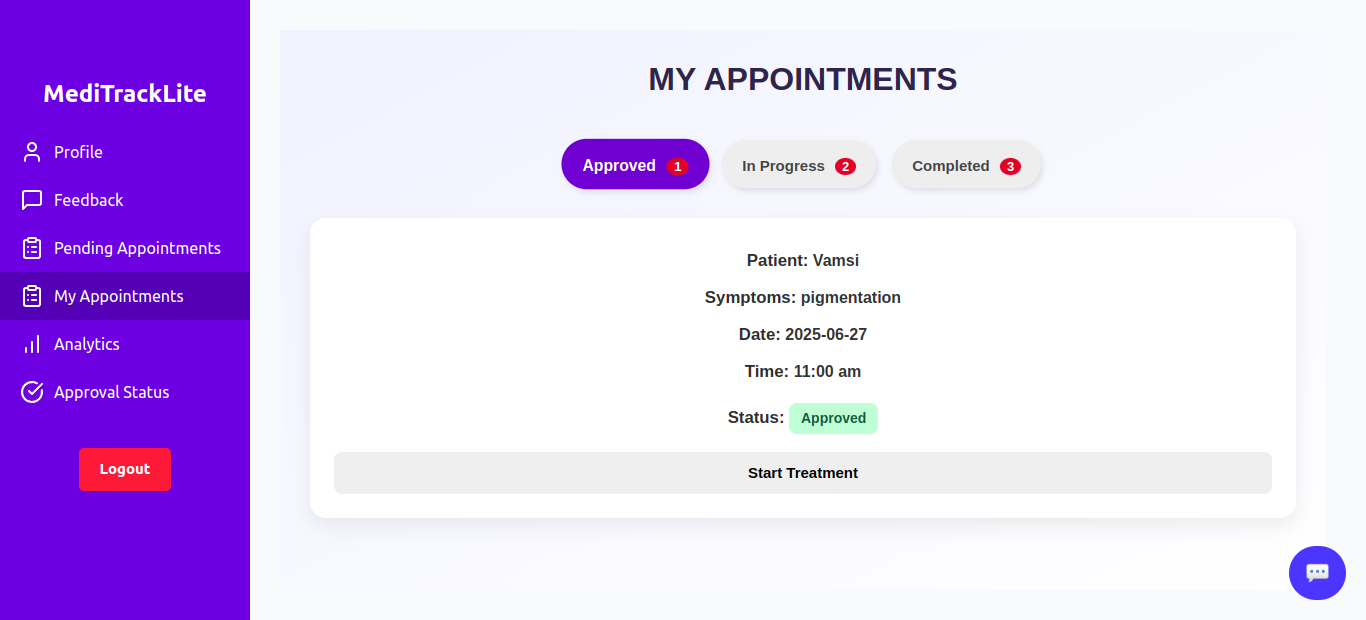 MediTrackLite
Profile
Feedback
Pending Appointments
My Appointments
Analytics
Approval Status
Logout
MY APPOINTMENTS
Approved 1 In Progress 2 Completed 3
Patient: Vamsi
Symptoms: pigmentation
Date: 2025-06-27
Time: 11:00 am
Status: Approved
Start Treatment